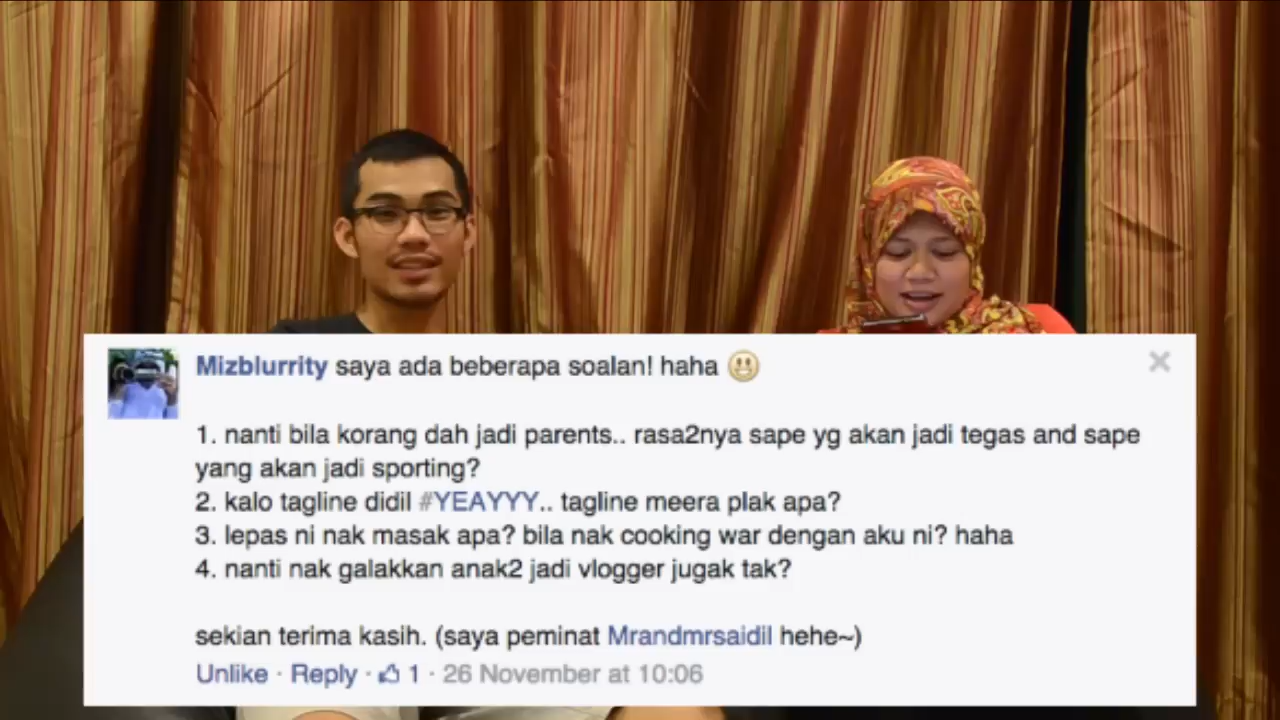 Mizblurrity saya ada beberapa soalan! haha 😃
1. nanti bila korang dah jadi parents.. rasa2nya sape yg akan jadi tegas and sape
yang akan jadi sporting?
2. kalo tagline didil #YEAYYY.. tagline meera plak apa?
3. lepas ni nak masak apa? bila nak cooking war dengan aku ni? haha
4. nanti nak galakkan anak2 jadi vlogger jugak tak?
sekian terima kasih. (saya peminat Mrandmrsaidil hehe~)
Unlike · Reply · 1 · 26 November at 10:06